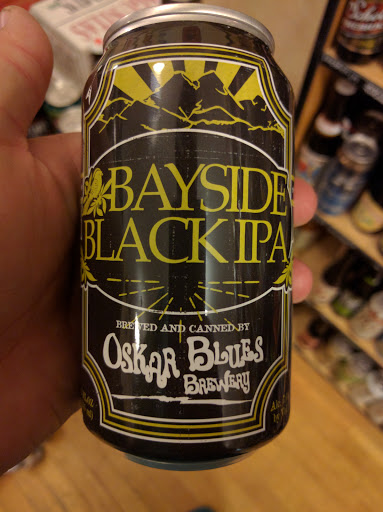 BAYSIDE
BLACK IPA
BREWED AND CANNED BY
OSKAR BLUES
BREWERY